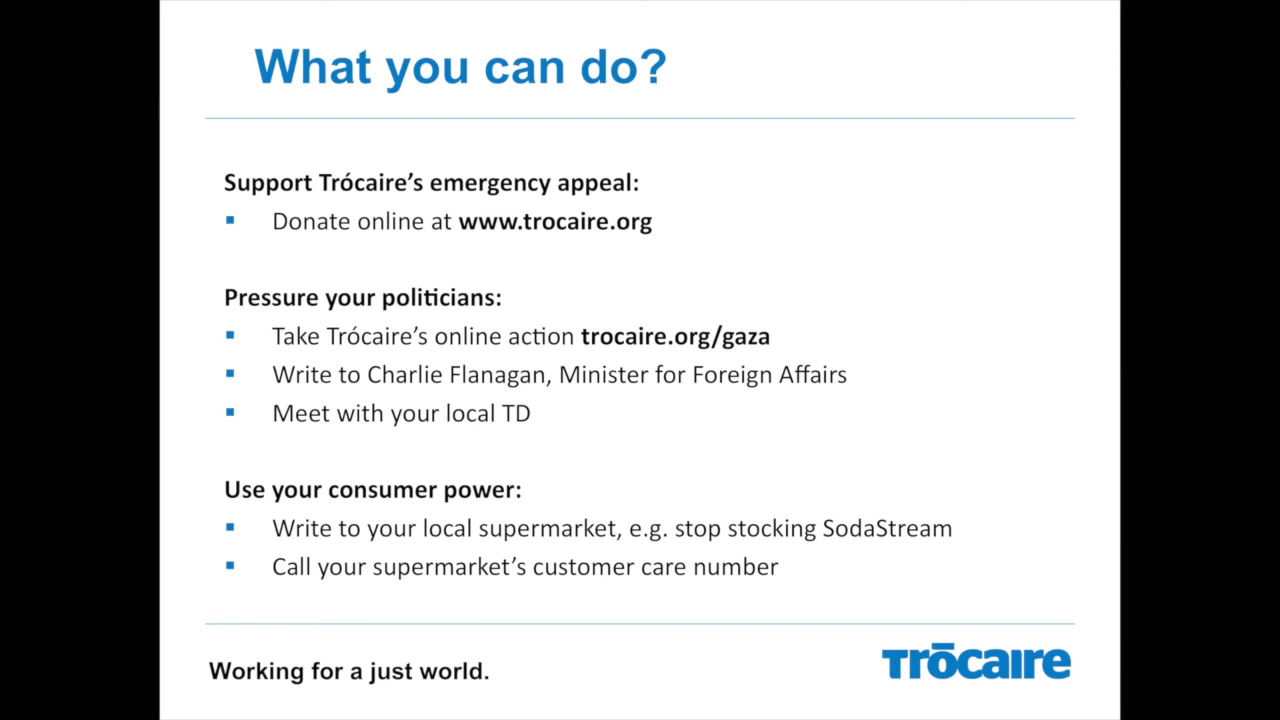 What you can do?
Support Trócaire's emergency appeal:
▪ Donate online at www.trocaire.org
Pressure your politicians:
▪ Take Trócaire's online action trocaire.org/gaza
▪ Write to Charlie Flanagan, Minister for Foreign Affairs
▪ Meet with your local TD
Use your consumer power:
▪ Write to your local supermarket, e.g. stop stocking SodaStream
▪ Call your supermarket's customer care number
Working for a just world.
Trōcaire